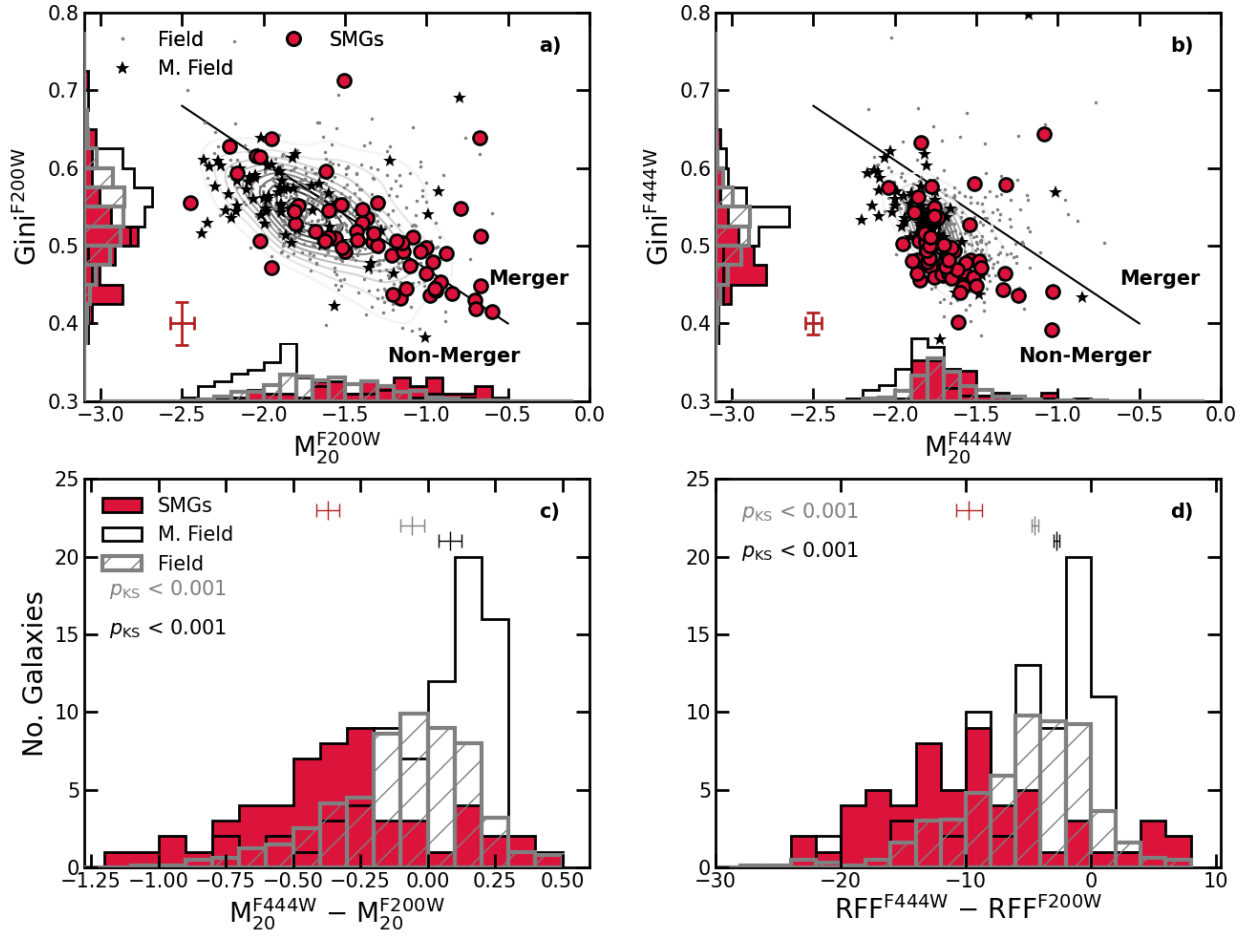 0.8
0.7
0.6
0.5
0.4
0.3
Gini^F200W
Field
SMGs
M. Field
a)
Merger
Non-Merger
−3.0 −2.5 −2.0 −1.5 −1.0 −0.5 0.0
M_20^F200W
0.8
0.7
0.6
0.5
0.4
0.3
Gini^F444W
b)
Merger
Non-Merger
−3.0 −2.5 −2.0 −1.5 −1.0 −0.5 0.0
M_20^F444W
25
20
15
10
5
0
No. Galaxies
SMGs
M. Field
Field
p_KS < 0.001
p_KS < 0.001
c)
−1.25 −1.00 −0.75 −0.50 −0.25 0.00 0.25 0.50
M_20^F444W − M_20^F200W
p_KS < 0.001
p_KS < 0.001
d)
−30 −20 −10 0 10
RFF^F444W − RFF^F200W